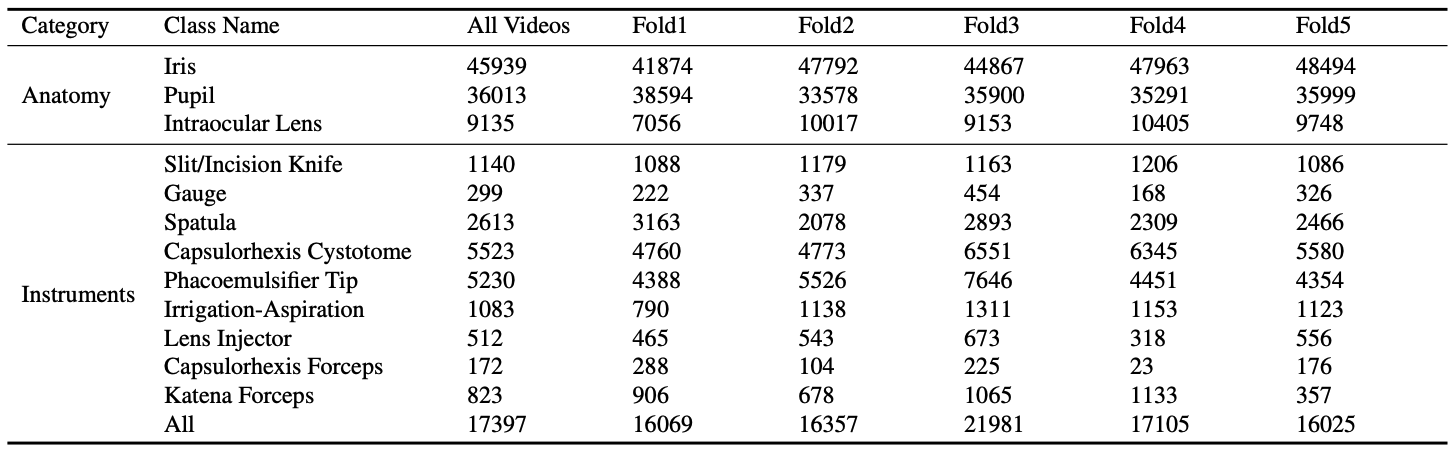 Category Class Name All Videos Fold1 Fold2 Fold3 Fold4 Fold5
Iris 45939 41874 47792 44867 47963 48494
Anatomy Pupil 36013 38594 33578 35900 35291 35999
Intraocular Lens 9135 7056 10017 9153 10405 9748
Slit/Incision Knife 1140 1088 1179 1163 1206 1086
Gauge 299 222 337 454 168 326
Spatula 2613 3163 2078 2893 2309 2466
Capsulorhexis Cystotome 5523 4760 4773 6551 6345 5580
Phacoemulsifier Tip 5230 4388 5526 7646 4451 4354
Instruments
Irrigation-Aspiration 1083 790 1138 1311 1153 1123
Lens Injector 512 465 543 673 318 556
Capsulorhexis Forceps 172 288 104 225 23 176
Katena Forceps 823 906 678 1065 1133 357
All 17397 16069 16357 21981 17105 16025